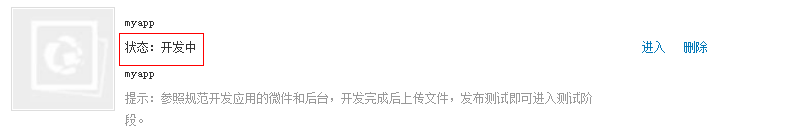 myapp
状态：开发中 进入 删除
myapp
提示：参照规范开发应用的微件和后台，开发完成后上传文件，发布测试即可进入测试阶
段。